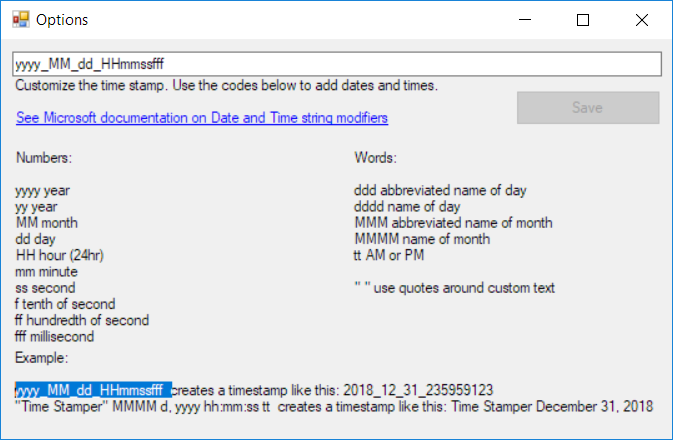 Options
yyyy_MM_dd_HHmmssfff
Customize the time stamp. Use the codes below to add dates and times.
Save
See Microsoft documentation on Date and Time string modifiers
Numbers:
yyyy year
yy year
MM month
dd day
HH hour (24hr)
mm minute
ss second
f tenth of second
ff hundredth of second
fff millisecond
Words:
ddd abbreviated name of day
dddd name of day
MMM abbreviated name of month
MMMM name of month
tt AM or PM
" " use quotes around custom text
Example:
yyyy_MM_dd_HHmmssfff creates a timestamp like this: 2018_12_31_235959123
"Time Stamper" MMMM d, yyyy hh:mm:ss tt creates a timestamp like this: Time Stamper December 31, 2018